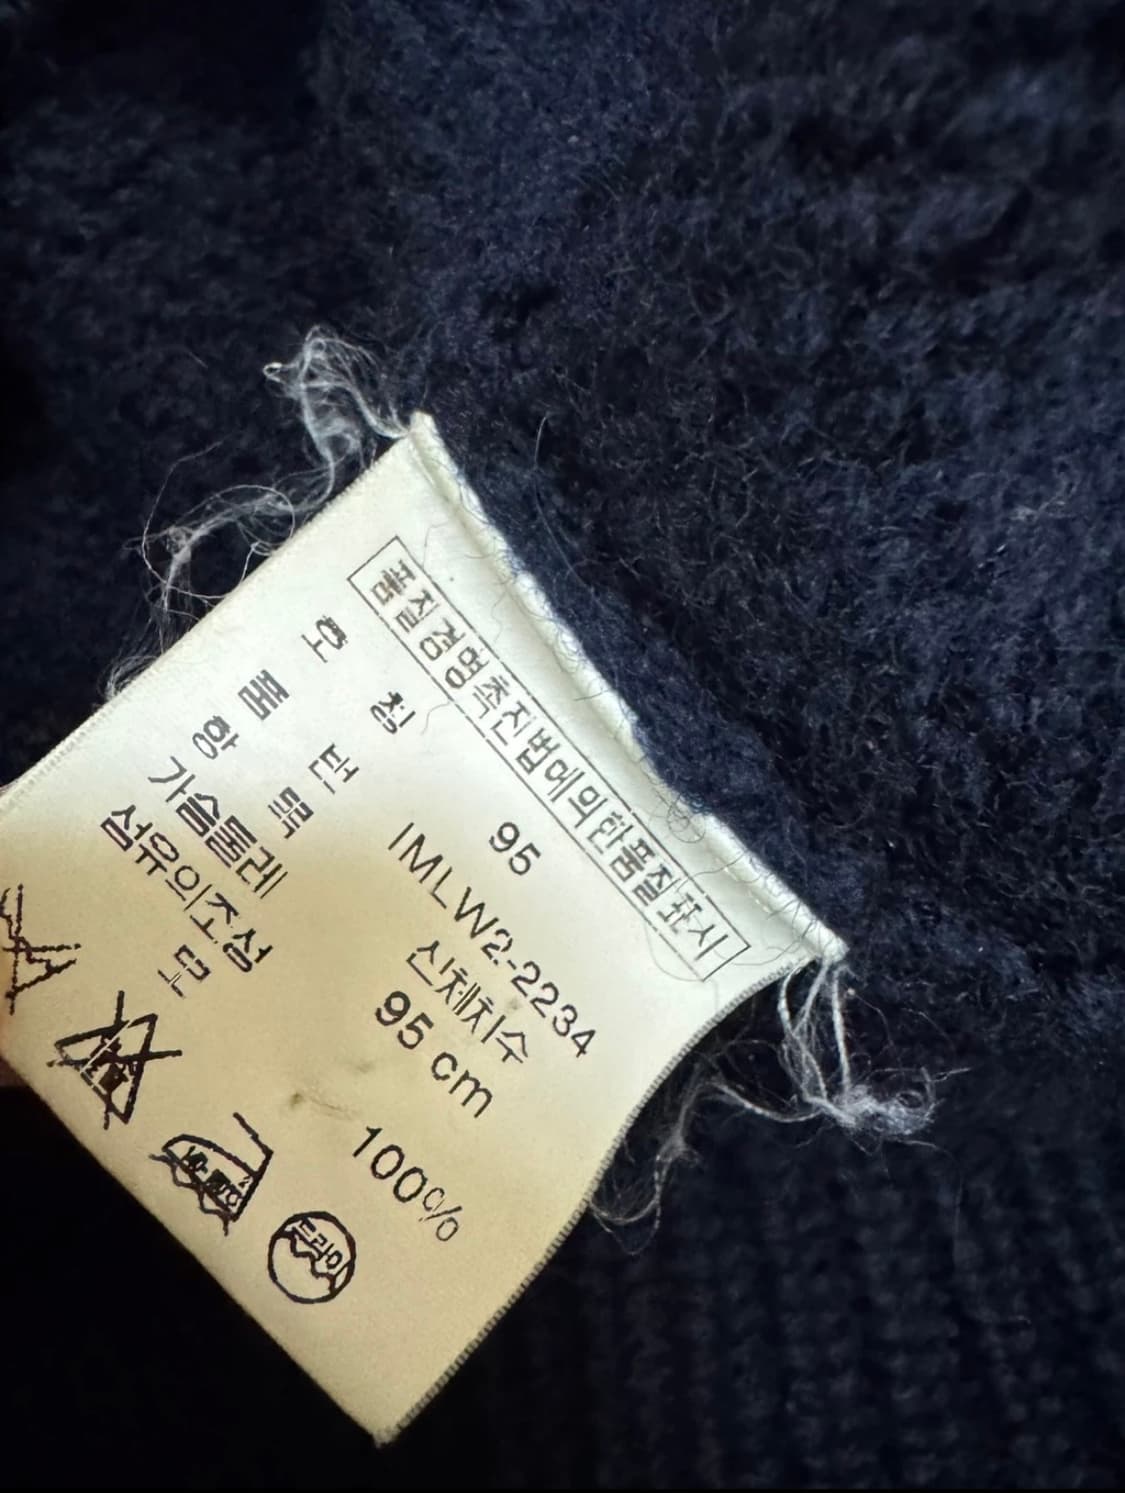 품질경영촉진법에의한품질표시
호 칭 95
품 번 IMLW2-2234
항 목 신체치수
가슴둘레 95 cm
섬유의조성
모 100%
드라이